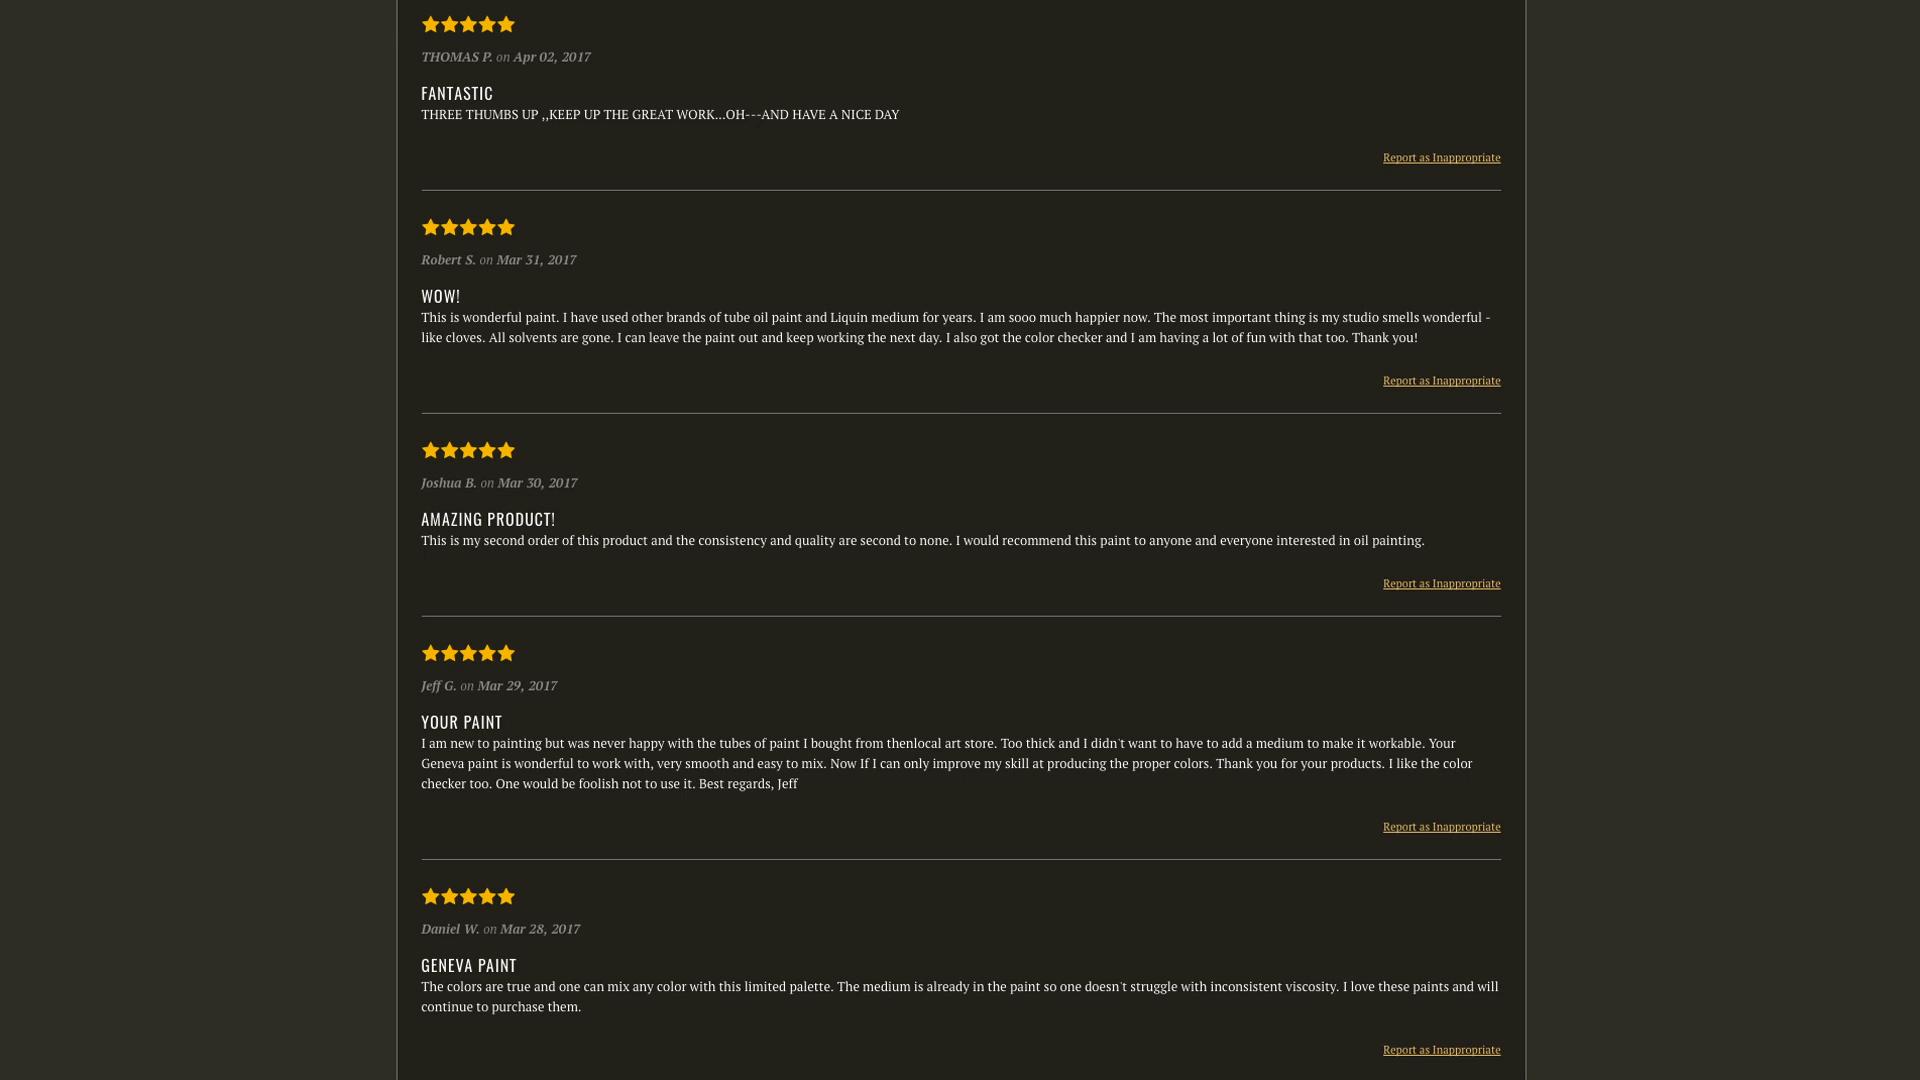 THOMAS P. on Apr 02, 2017
FANTASTIC
THREE THUMBS UP ,,KEEP UP THE GREAT WORK...OH---AND HAVE A NICE DAY
Report as Inappropriate
Robert S. on Mar 31, 2017
WOW!
This is wonderful paint. I have used other brands of tube oil paint and Liquin medium for years. I am sooo much happier now. The most important thing is my studio smells wonderful -
like cloves. All solvents are gone. I can leave the paint out and keep working the next day. I also got the color checker and I am having a lot of fun with that too. Thank you!
Report as Inappropriate
Joshua B. on Mar 30, 2017
AMAZING PRODUCT!
This is my second order of this product and the consistency and quality are second to none. I would recommend this paint to anyone and everyone interested in oil painting.
Report as Inappropriate
Jeff G. on Mar 29, 2017
YOUR PAINT
I am new to painting but was never happy with the tubes of paint I bought from thenlocal art store. Too thick and I didn't want to have to add a medium to make it workable. Your
Geneva paint is wonderful to work with, very smooth and easy to mix. Now If I can only improve my skill at producing the proper colors. Thank you for your products. I like the color
checker too. One would be foolish not to use it. Best regards, Jeff
Report as Inappropriate
Daniel W. on Mar 28, 2017
GENEVA PAINT
The colors are true and one can mix any color with this limited palette. The medium is already in the paint so one doesn't struggle with inconsistent viscosity. I love these paints and will
continue to purchase them.
Report as Inappropriate